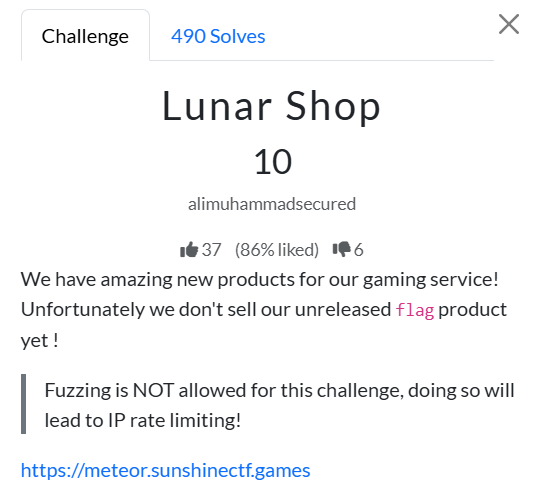 Challenge
490 Solves
Lunar Shop
10
alimuhammadsecured
37 (86% liked) 6
We have amazing new products for our gaming service!
Unfortunately we don't sell our unreleased flag product
yet !
Fuzzing is NOT allowed for this challenge, doing so will
lead to IP rate limiting!
https://meteor.sunshinectf.games